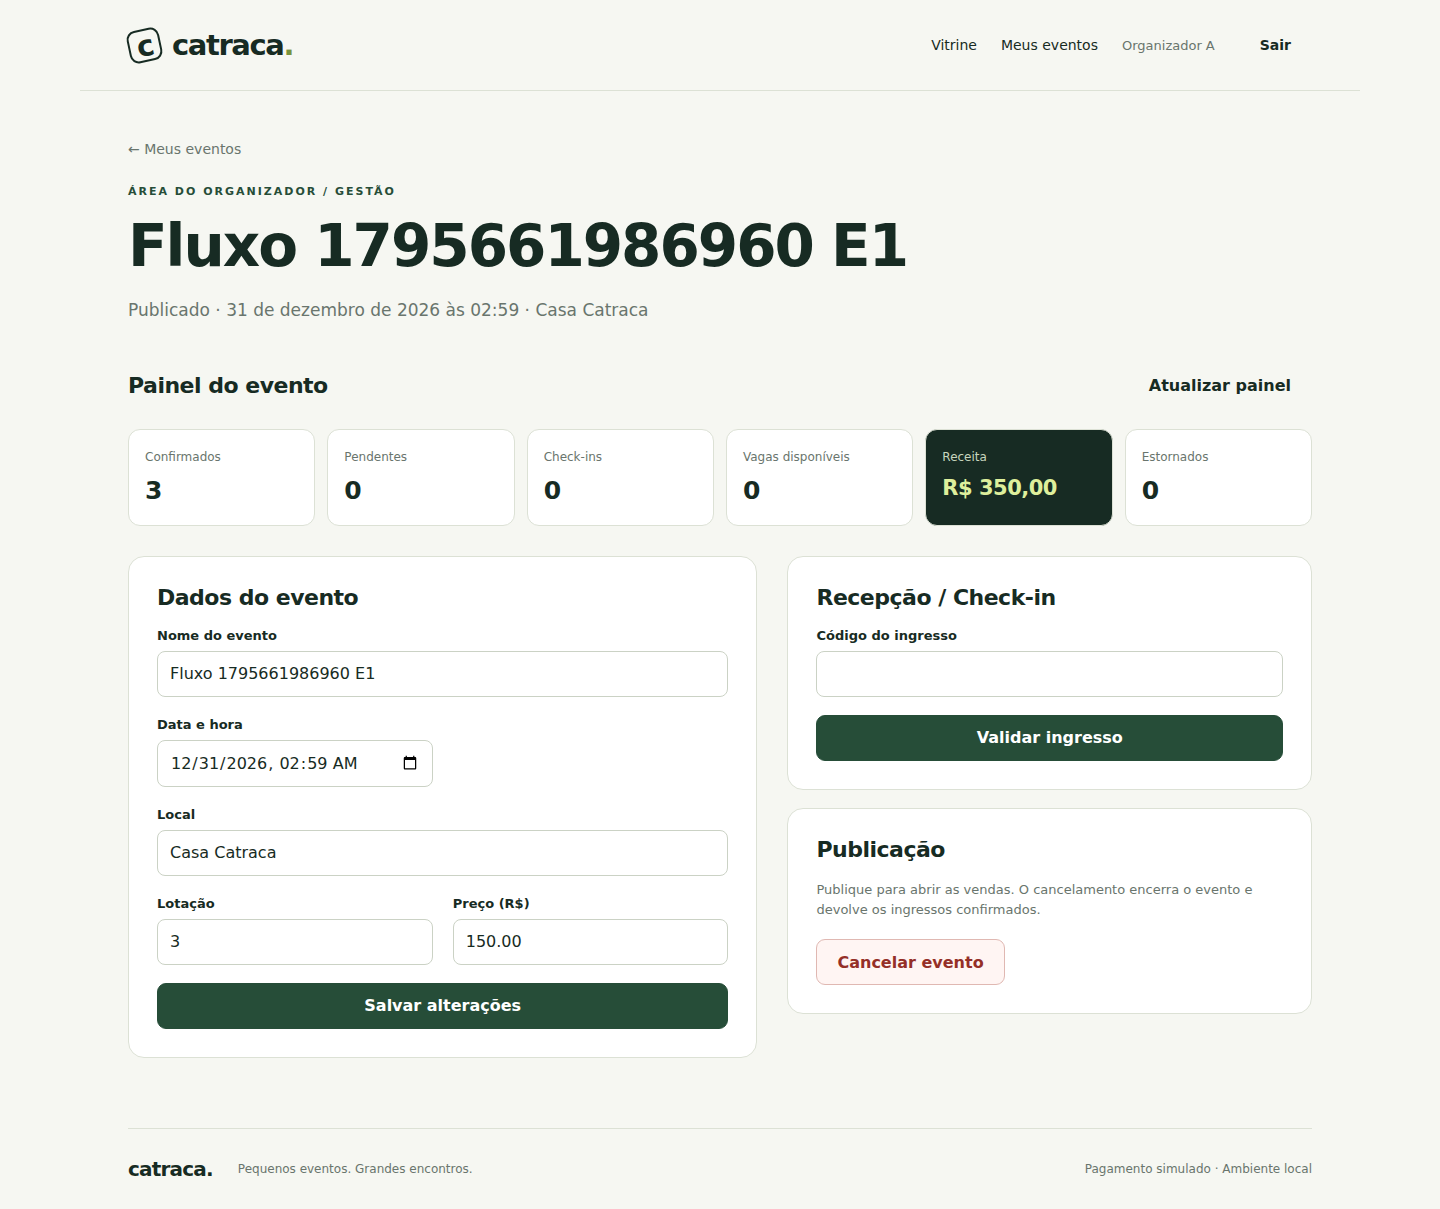 c catraca.
Vitrine Meus eventos Organizador A Sair
← Meus eventos
ÁREA DO ORGANIZADOR / GESTÃO
Fluxo 1795661986960 E1
Publicado · 31 de dezembro de 2026 às 02:59 · Casa Catraca
Painel do evento
Atualizar painel
Confirmados
3
Pendentes
0
Check-ins
0
Vagas disponíveis
0
Receita
R$ 350,00
Estornados
0
Dados do evento
Nome do evento
Fluxo 1795661986960 E1
Data e hora
12/31/2026, 02:59 AM
Local
Casa Catraca
Lotação
3
Preço (R$)
150.00
Salvar alterações
Recepção / Check-in
Código do ingresso
Validar ingresso
Publicação
Publique para abrir as vendas. O cancelamento encerra o evento e
devolve os ingressos confirmados.
Cancelar evento
catraca.
Pequenos eventos. Grandes encontros.
Pagamento simulado · Ambiente local